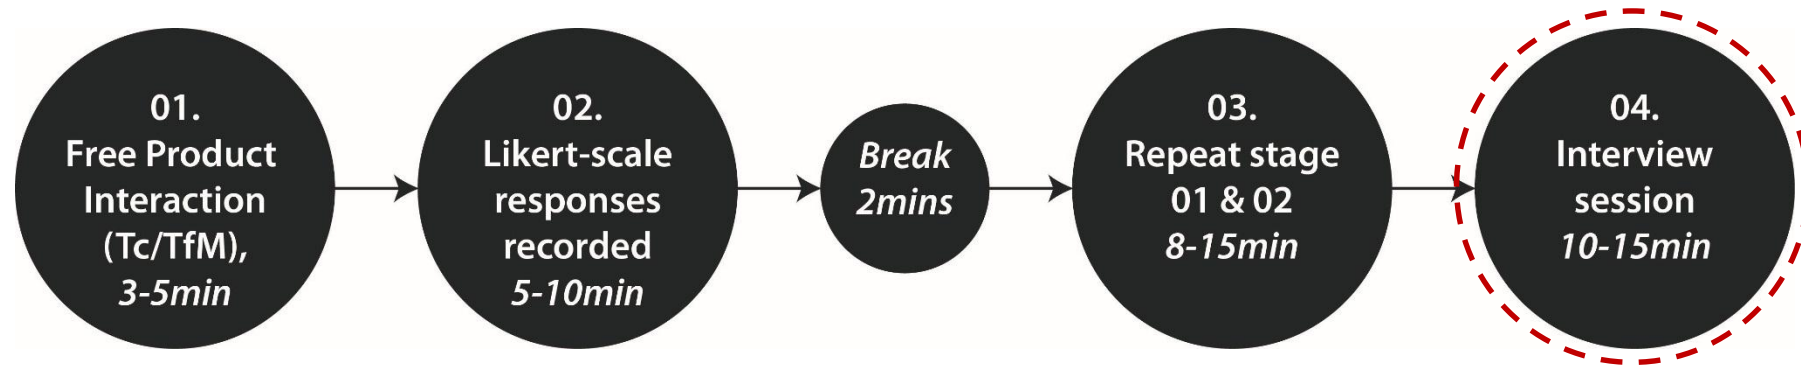 01.
Free Product
Interaction
(Tc/TfM),
3-5min
02.
Likert-scale
responses
recorded
5-10min
Break
2mins
03.
Repeat stage
01 & 02
8-15min
04.
Interview
session
10-15min